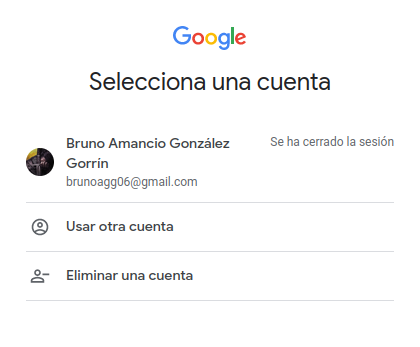 Google
Selecciona una cuenta
Bruno Amancio González
Gorrín
Se ha cerrado la sesión
brunoagg06@gmail.com
Usar otra cuenta
Eliminar una cuenta